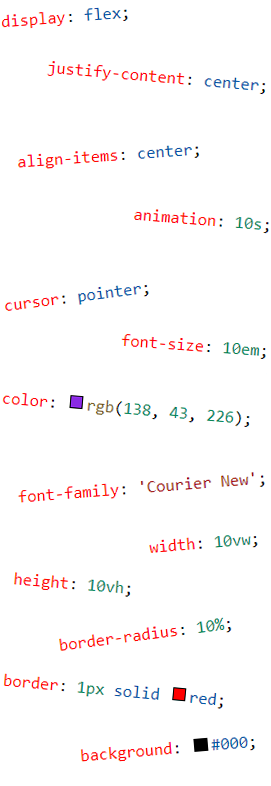 display: flex;
justify-content: center;
align-items: center;
animation: 10s;
cursor: pointer;
font-size: 10em;
color: rgb(138, 43, 226);
font-family: 'Courier New';
width: 10vw;
height: 10vh;
border-radius: 10%;
border: 1px solid red;
background: #000;